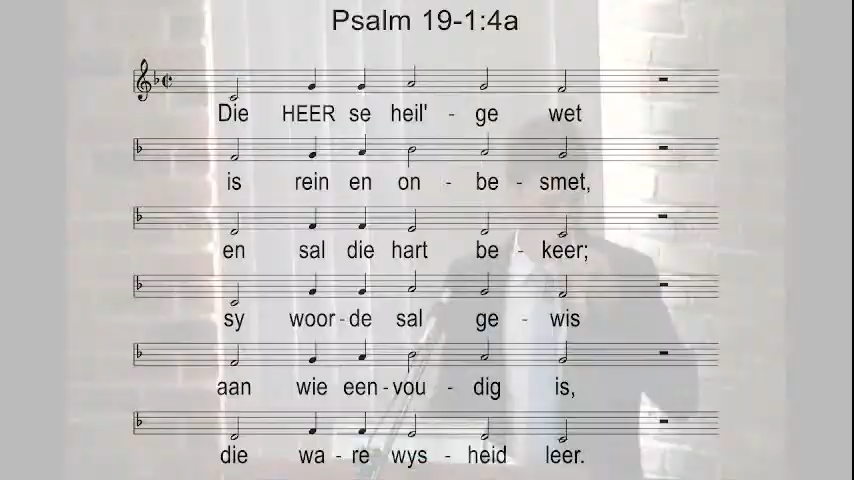 Psalm 19-1:4a
Die HEER se heil' - ge wet
is rein en on - be - smet,
en sal die hart be - keer;
sy woor - de sal ge - wis
aan wie een - vou - dig is,
die wa - re wys - heid leer.